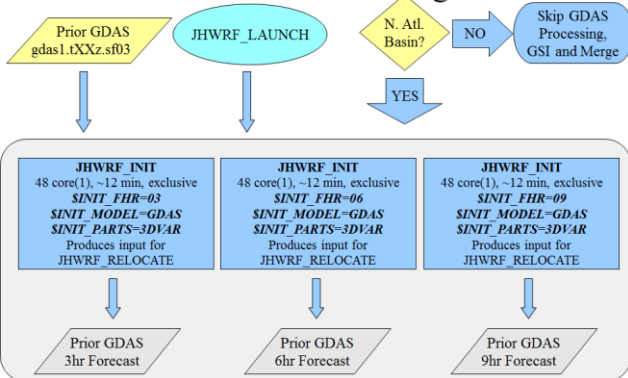 Prior GDAS
gdas1.tXXz.sf03
JHWRF_LAUNCH
N. Atl.
Basin?
NO
Skip GDAS
Processing,
GSI and Merge
YES
JHWRF_INIT
48 core(1), ~12 min, exclusive
$INIT_FHR=03
$INIT_MODEL=GDAS
$INIT_PARTS=3DVAR
Produces input for
JHWRF_RELOCATE
JHWRF_INIT
48 core(1), ~12 min, exclusive
$INIT_FHR=06
$INIT_MODEL=GDAS
$INIT_PARTS=3DVAR
Produces input for
JHWRF_RELOCATE
JHWRF_INIT
48 core(1), ~12 min, exclusive
$INIT_FHR=09
$INIT_MODEL=GDAS
$INIT_PARTS=3DVAR
Produces input for
JHWRF_RELOCATE
Prior GDAS
3hr Forecast
Prior GDAS
6hr Forecast
Prior GDAS
9hr Forecast